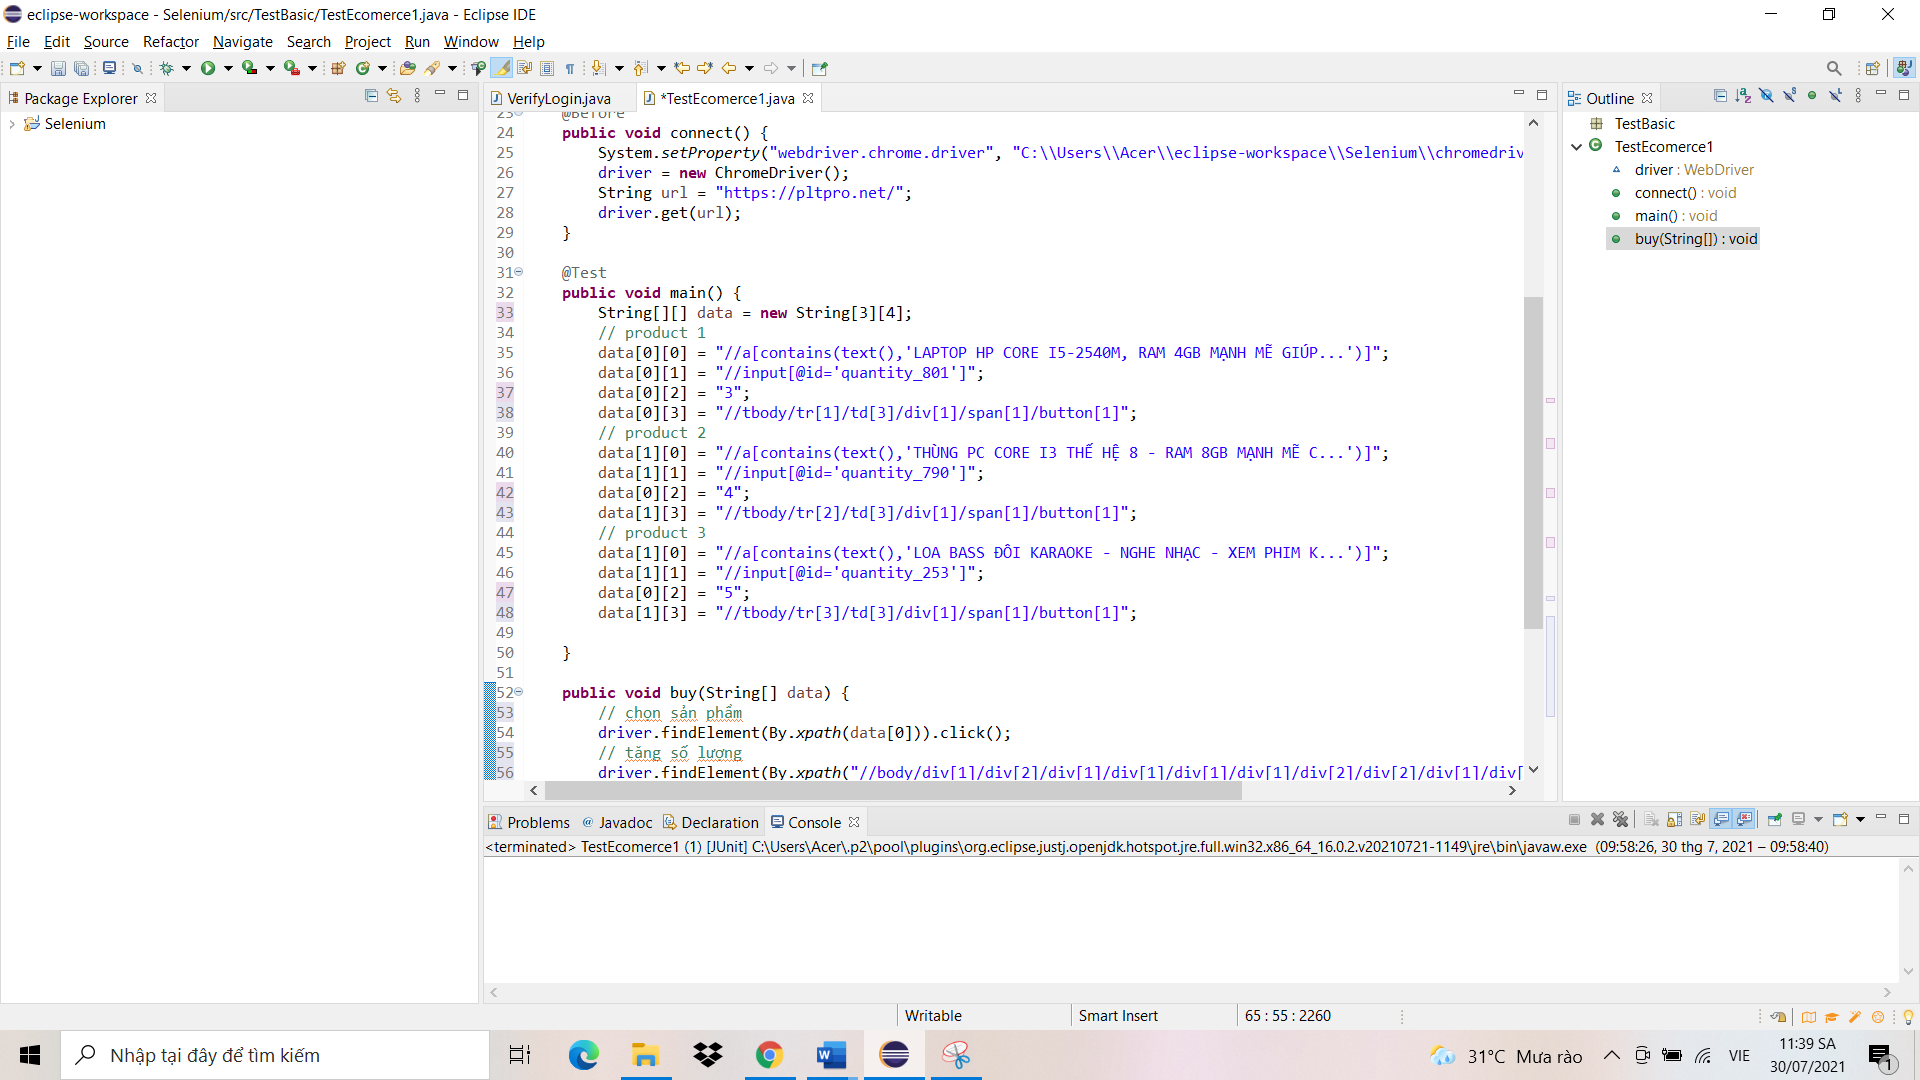 eclipse-workspace - Selenium/src/TestBasic/TestEcomerce1.java - Eclipse IDE
File Edit Source Refactor Navigate Search Project Run Window Help
Package Explorer
Selenium
VerifyLogin.java
*TestEcomerce1.java
23 @Before
24 public void connect() {
25 System.setProperty("webdriver.chrome.driver", "C:\\Users\\Acer\\eclipse-workspace\\Selenium\\chromedriv
26 driver = new ChromeDriver();
27 String url = "https://pltpro.net/";
28 driver.get(url);
29 }
30
31 @Test
32 public void main() {
33 String[][] data = new String[3][4];
34 // product 1
35 data[0][0] = "//a[contains(text(),'LAPTOP HP CORE I5-2540M, RAM 4GB MẠNH MẼ GIÚP...')]";
36 data[0][1] = "//input[@id='quantity_801']";
37 data[0][2] = "3";
38 data[0][3] = "//tbody/tr[1]/td[3]/div[1]/span[1]/button[1]";
39 // product 2
40 data[1][0] = "//a[contains(text(),'THÙNG PC CORE I3 THẾ HỆ 8 - RAM 8GB MẠNH MẼ C...')]";
41 data[1][1] = "//input[@id='quantity_790']";
42 data[0][2] = "4";
43 data[1][3] = "//tbody/tr[2]/td[3]/div[1]/span[1]/button[1]";
44 // product 3
45 data[1][0] = "//a[contains(text(),'LOA BASS ĐÔI KARAOKE - NGHE NHẠC - XEM PHIM K...')]";
46 data[1][1] = "//input[@id='quantity_253']";
47 data[0][2] = "5";
48 data[1][3] = "//tbody/tr[3]/td[3]/div[1]/span[1]/button[1]";
49
50 }
51
52 public void buy(String[] data) {
53 // chọn sản phẩm
54 driver.findElement(By.xpath(data[0])).click();
55 // tăng số lượng
56 driver.findElement(By.xpath("//body/div[1]/div[2]/div[1]/div[1]/div[1]/div[1]/div[2]/div[2]/div[1]/div[
Outline
TestBasic
TestEcomerce1
driver : WebDriver
connect() : void
main() : void
buy(String[]) : void
Problems @ Javadoc Declaration Console
<terminated> TestEcomerce1 (1) [JUnit] C:\Users\Acer\.p2\pool\plugins\org.eclipse.justj.openjdk.hotspot.jre.full.win32.x86_64_16.0.2.v20210721-1149\jre\bin\javaw.exe (09:58:26, 30 thg 7, 2021 – 09:58:40)
Writable
Smart Insert
65 : 55 : 2260
Nhập tại đây để tìm kiếm
31°C Mưa rào
VIE
11:39 SA
30/07/2021
1